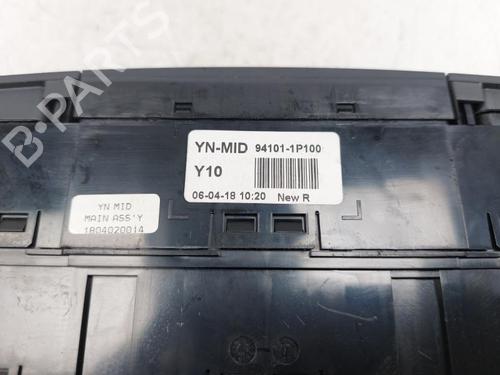 B-PARTS
YN-MID 94101-1P100
Y10
06-04-18 10:20 New R
YN MID
MAIN ASS'Y
1804020014